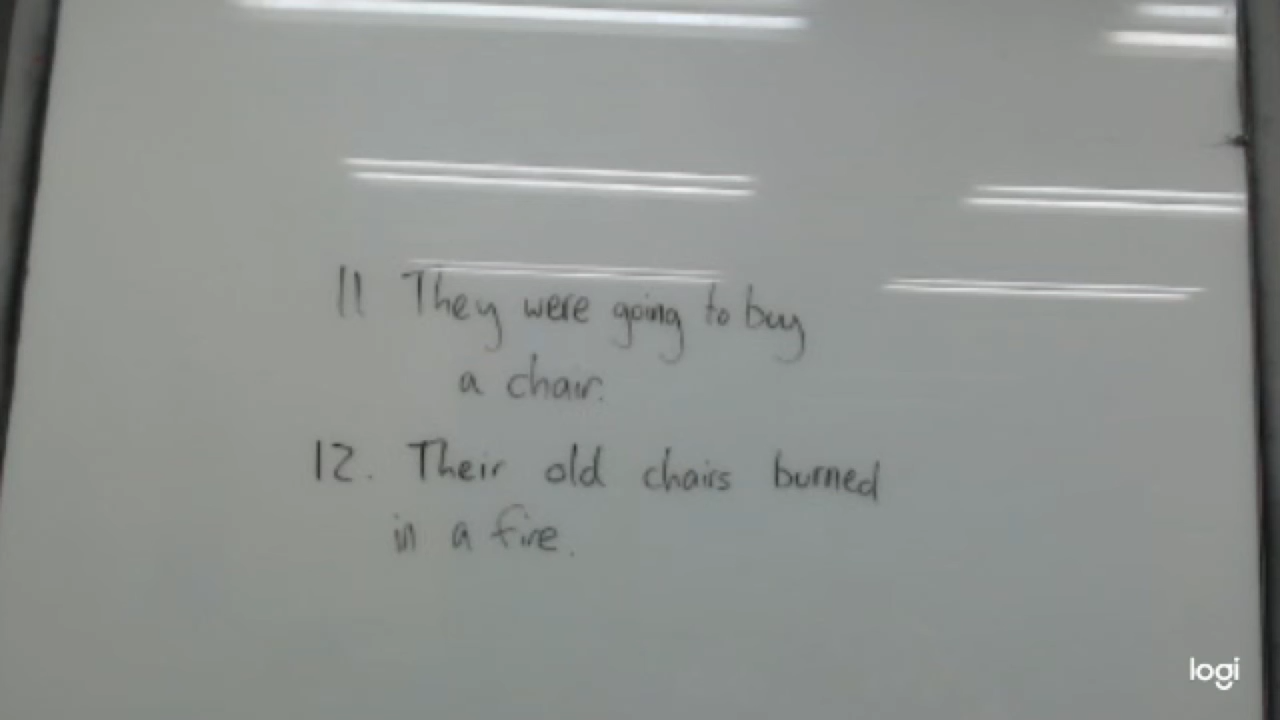 11 They were going to buy
a chair.
12. Their old chairs burned
in a fire.
logi